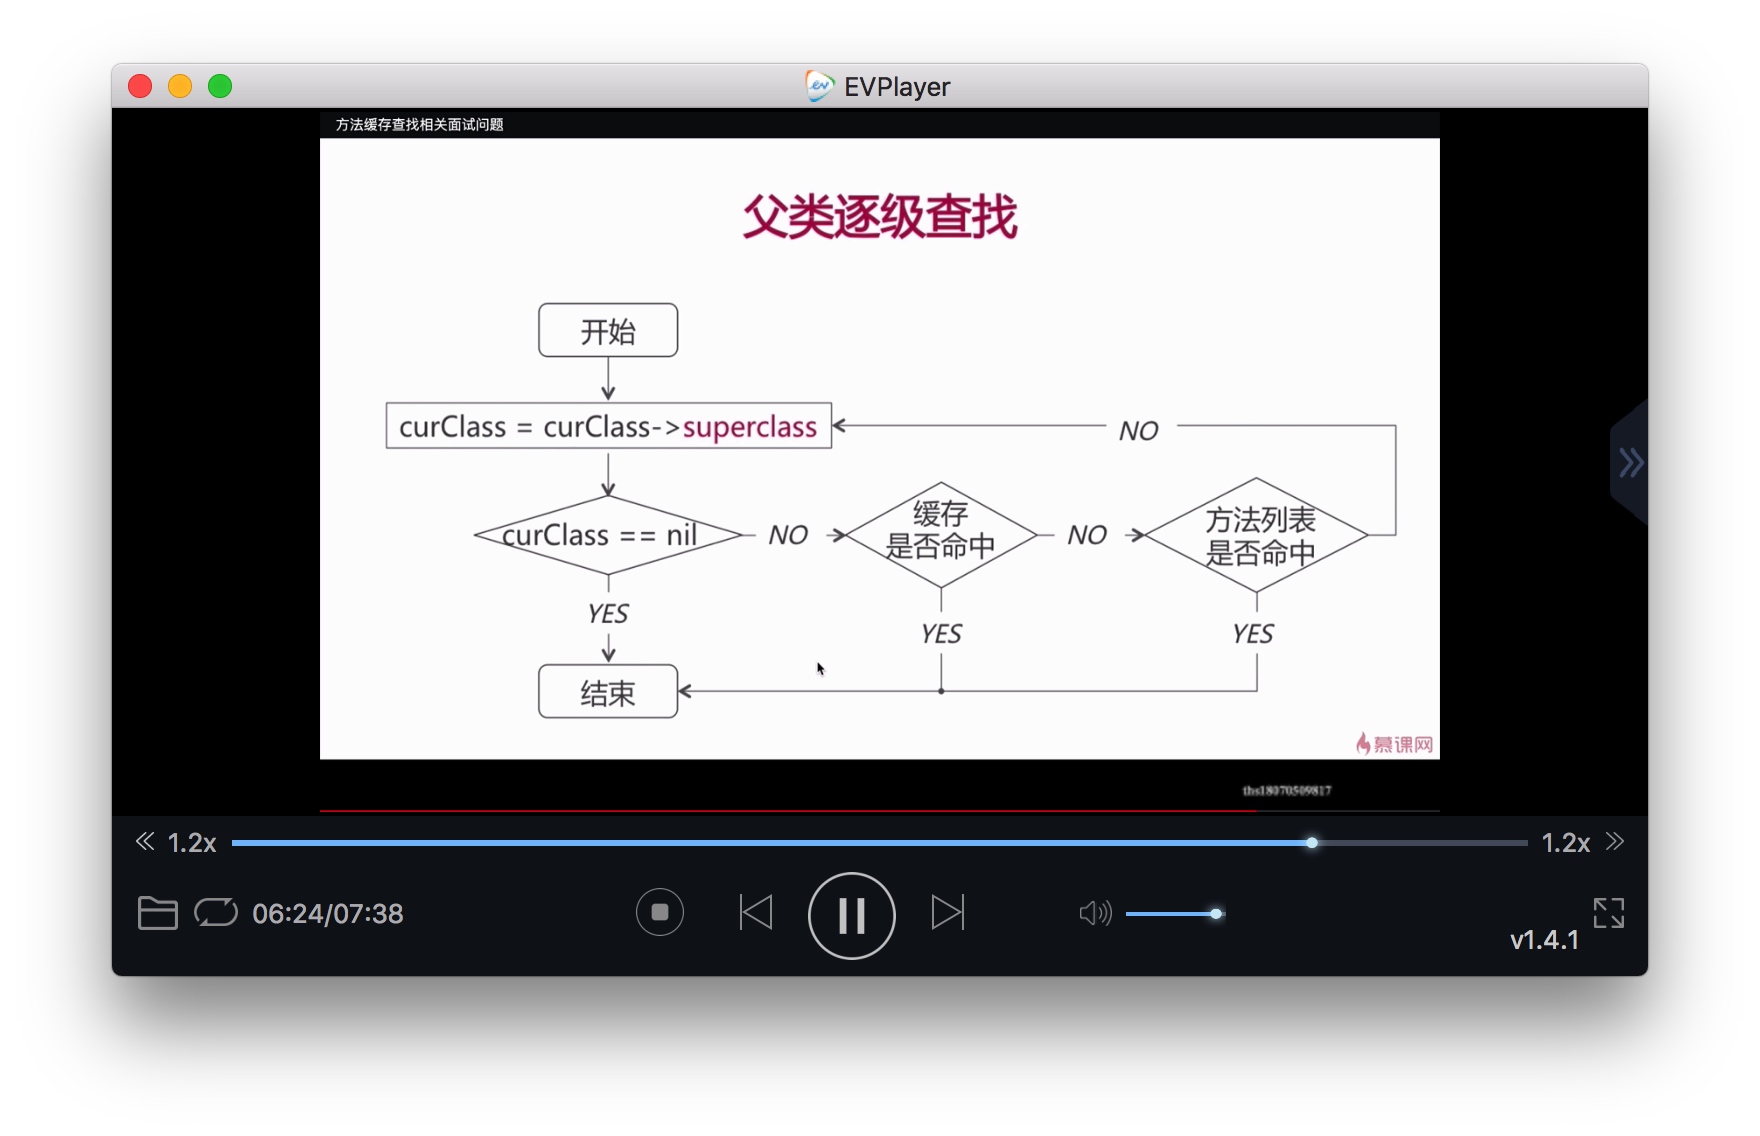 EVPlayer
方法缓存查找相关面试问题
父类逐级查找
开始
curClass = curClass->superclass
NO
curClass == nil
NO
缓存
是否命中
NO
方法列表
是否命中
YES
YES
YES
结束
慕课网
ths18070509817
1.2x
1.2x
06:24/07:38
v1.4.1